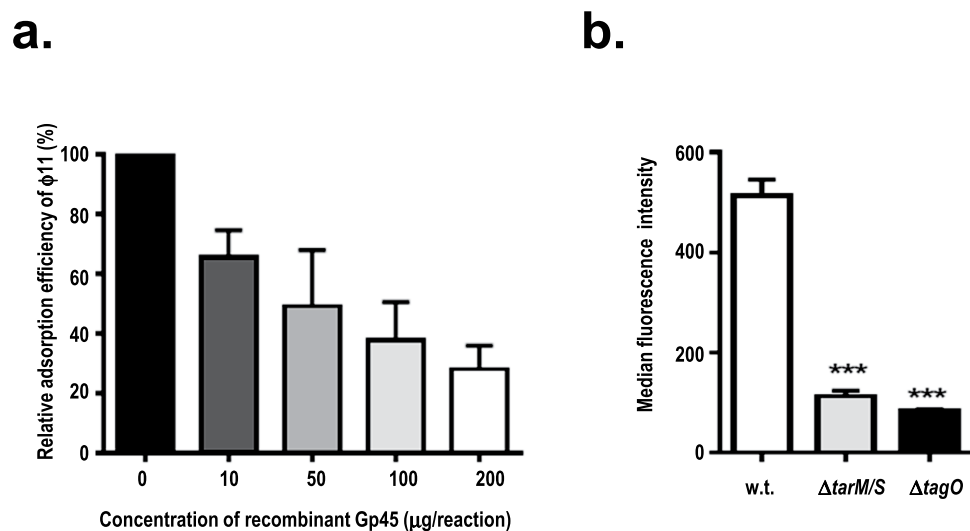 a.
Relative adsorption efficiency of ϕ11 (%)
100
80
60
40
20
0
0 10 50 100 200
Concentration of recombinant Gp45 (μg/reaction)
b.
Median fluorescence intensity
600
400
200
0
***
***
w.t. ΔtarM/S ΔtagO